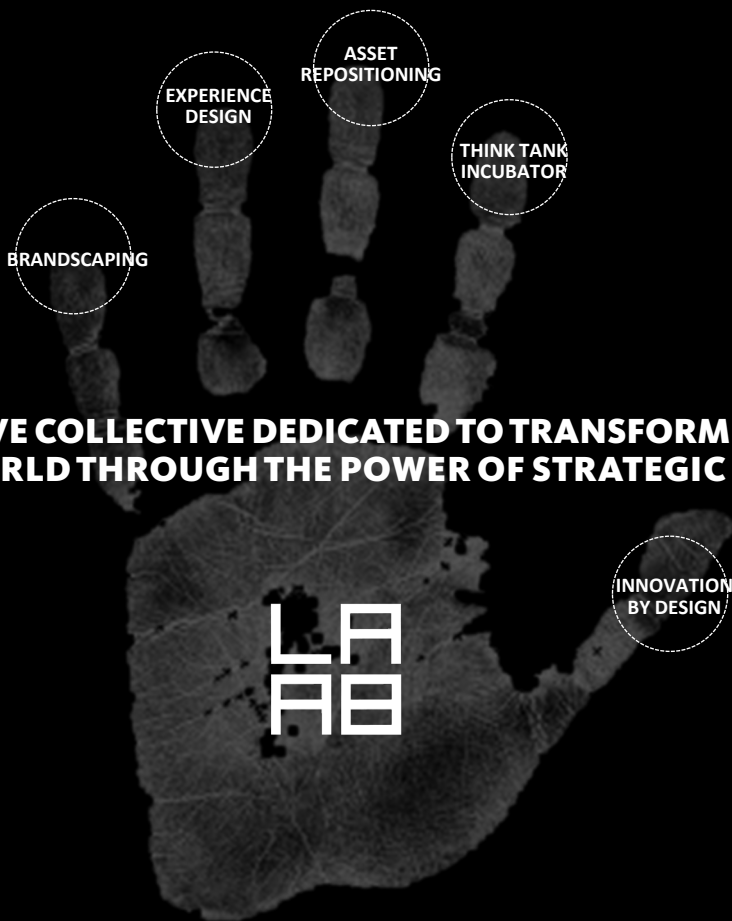 ASSET
REPOSITIONING
EXPERIENCE
DESIGN
THINK TANK
INCUBATOR
BRANDSCAPING
VE COLLECTIVE DEDICATED TO TRANSFORM
RLD THROUGH THE POWER OF STRATEGIC
INNOVATION
BY DESIGN
LA
AB